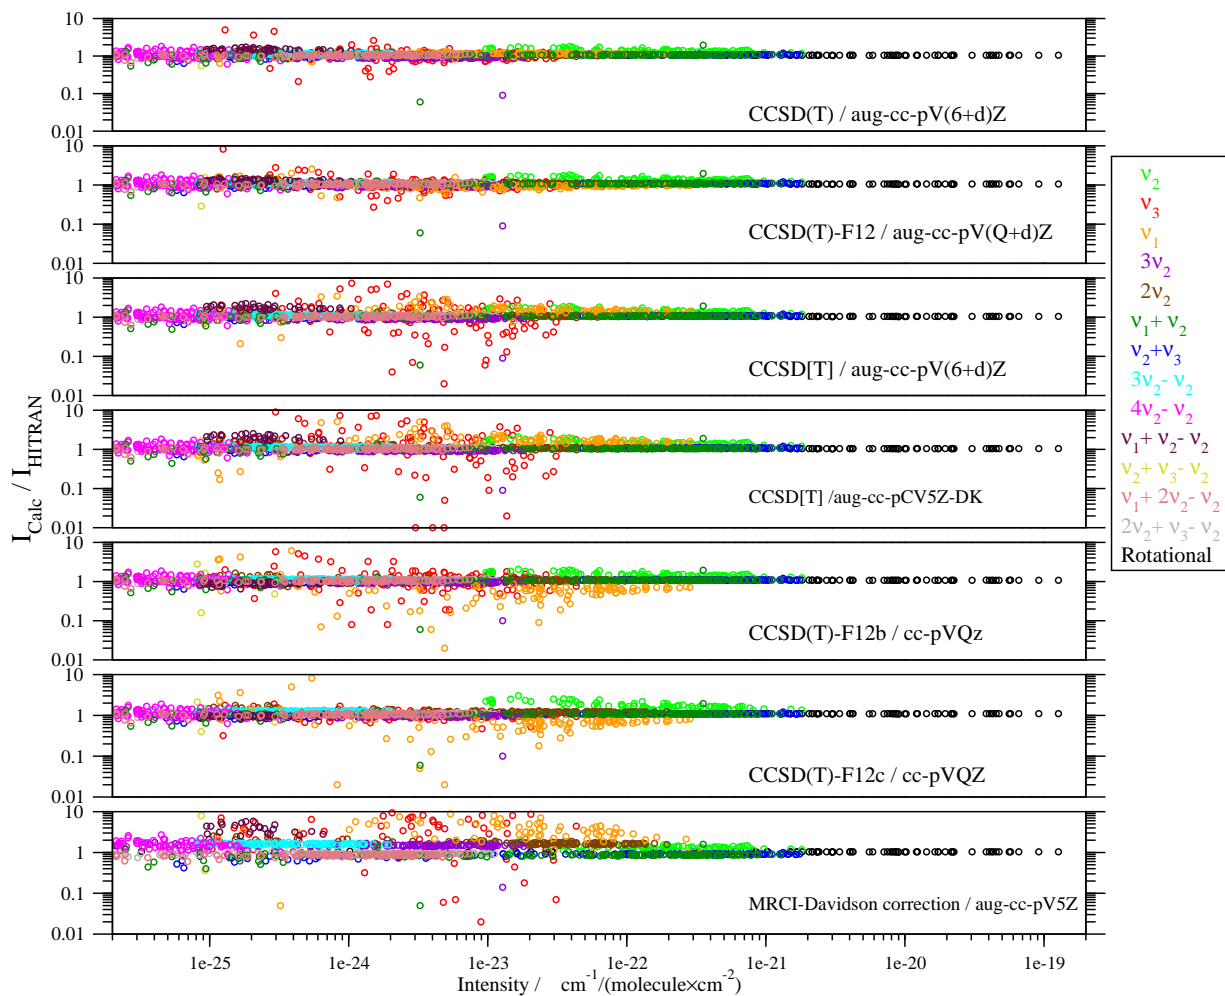 10
1
0.1
0.01
CCSD(T) / aug-cc-pV(6+d)Z
10
1
0.1
0.01
CCSD(T)-F12 / aug-cc-pV(Q+d)Z
10
1
0.1
0.01
CCSD[T] / aug-cc-pV(6+d)Z
10
1
0.1
0.01
CCSD[T] /aug-cc-pCV5Z-DK
10
1
0.1
0.01
CCSD(T)-F12b / cc-pVQz
10
1
0.1
0.01
CCSD(T)-F12c / cc-pVQZ
10
1
0.1
0.01
MRCI-Davidson correction / aug-cc-pV5Z
I_Calc / I_HITRAN
1e-25 1e-24 1e-23 1e-22 1e-21 1e-20 1e-19
Intensity / cm^-1/(molecule×cm^-2)
ν₂
ν₃
ν₁
3ν₂
2ν₂
ν₁+ ν₂
ν₂+ν₃
3ν₂- ν₂
4ν₂- ν₂
ν₁+ ν₂- ν₂
ν₂+ ν₃- ν₂
ν₁+ 2ν₂- ν₂
2ν₂+ ν₃- ν₂
Rotational